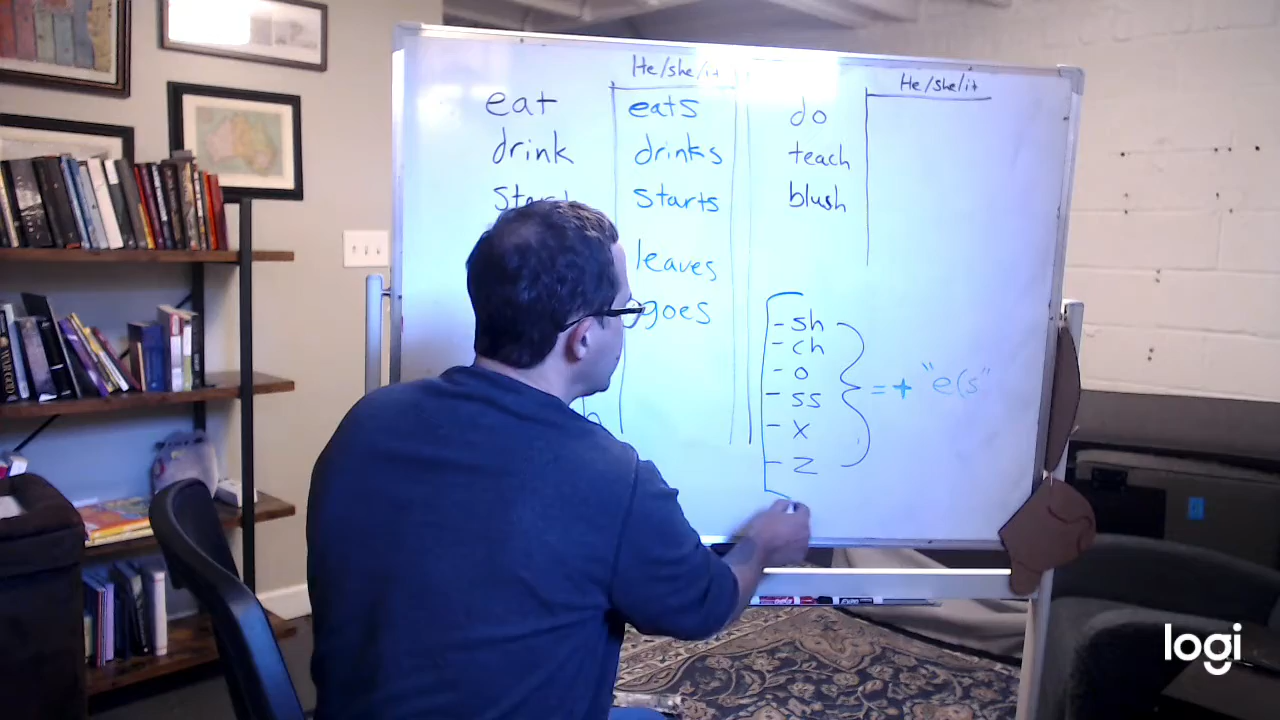 He/she/it
eat eats
drink drinks
starts
leaves
goes
He/she/it
do
teach
blush
- sh
- ch
- o
- ss
- x
- z
= + "e(s"
logi